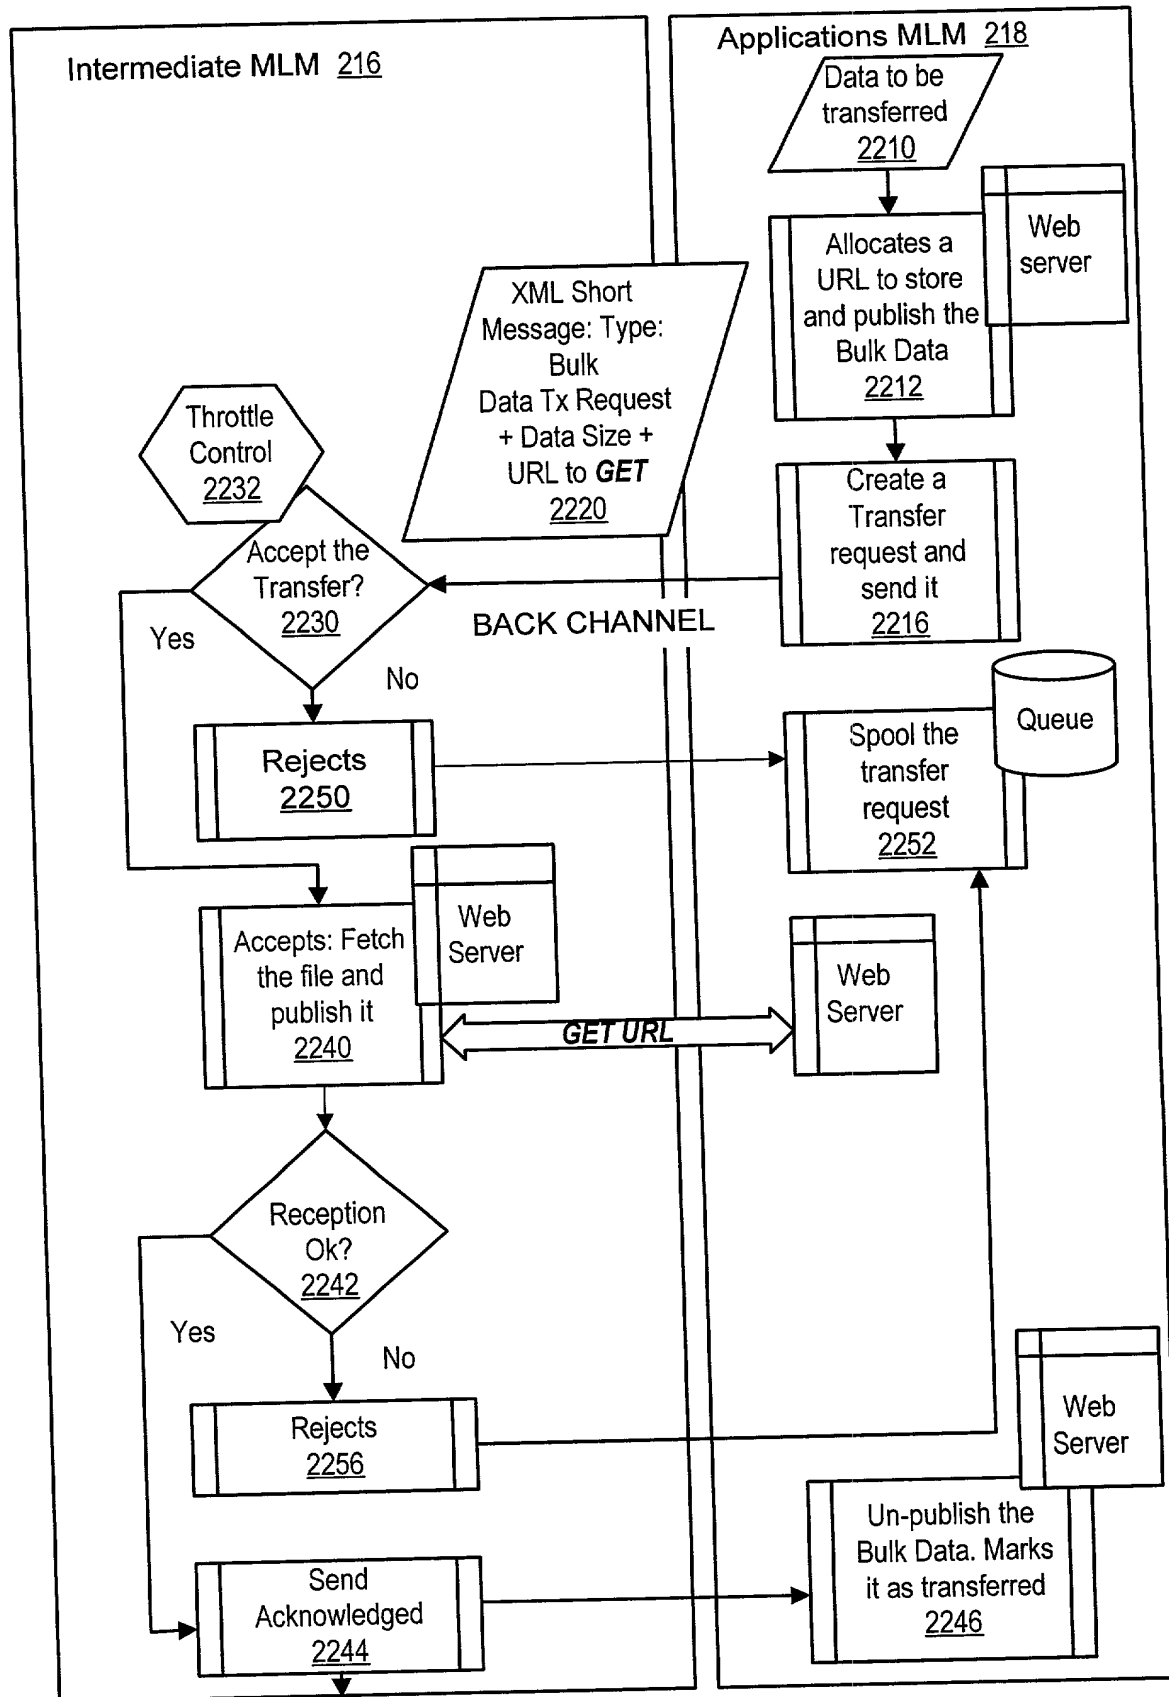 Intermediate MLM 216
Applications MLM 218
Data to be
transferred
2210
Web
server
Allocates a
URL to store
and publish the
Bulk Data
2212
XML Short
Message: Type:
Bulk
Data Tx Request
+ Data Size +
URL to GET
2220
Throttle
Control
2232
Create a
Transfer
request and
send it
2216
Accept the
Transfer?
2230
BACK CHANNEL
Yes
No
Queue
Rejects
2250
Spool the
transfer
request
2252
Web
Server
Accepts: Fetch
the file and
publish it
2240
Web
Server
GET URL
Reception
Ok?
2242
Yes
No
Rejects
2256
Web
Server
Un-publish the
Bulk Data. Marks
it as transferred
2246
Send
Acknowledged
2244